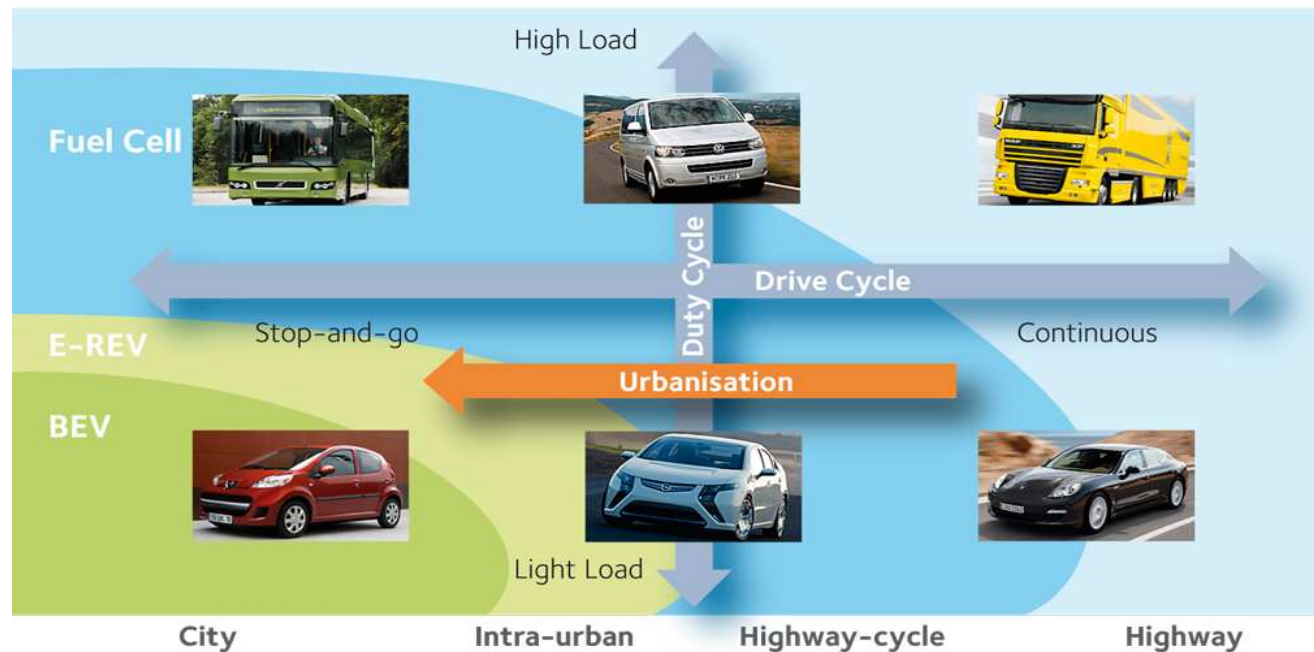 High Load
Fuel Cell
Duty Cycle
Drive Cycle
Stop-and-go
Continuous
E-REV
Urbanisation
BEV
Light Load
City
Intra-urban
Highway-cycle
Highway